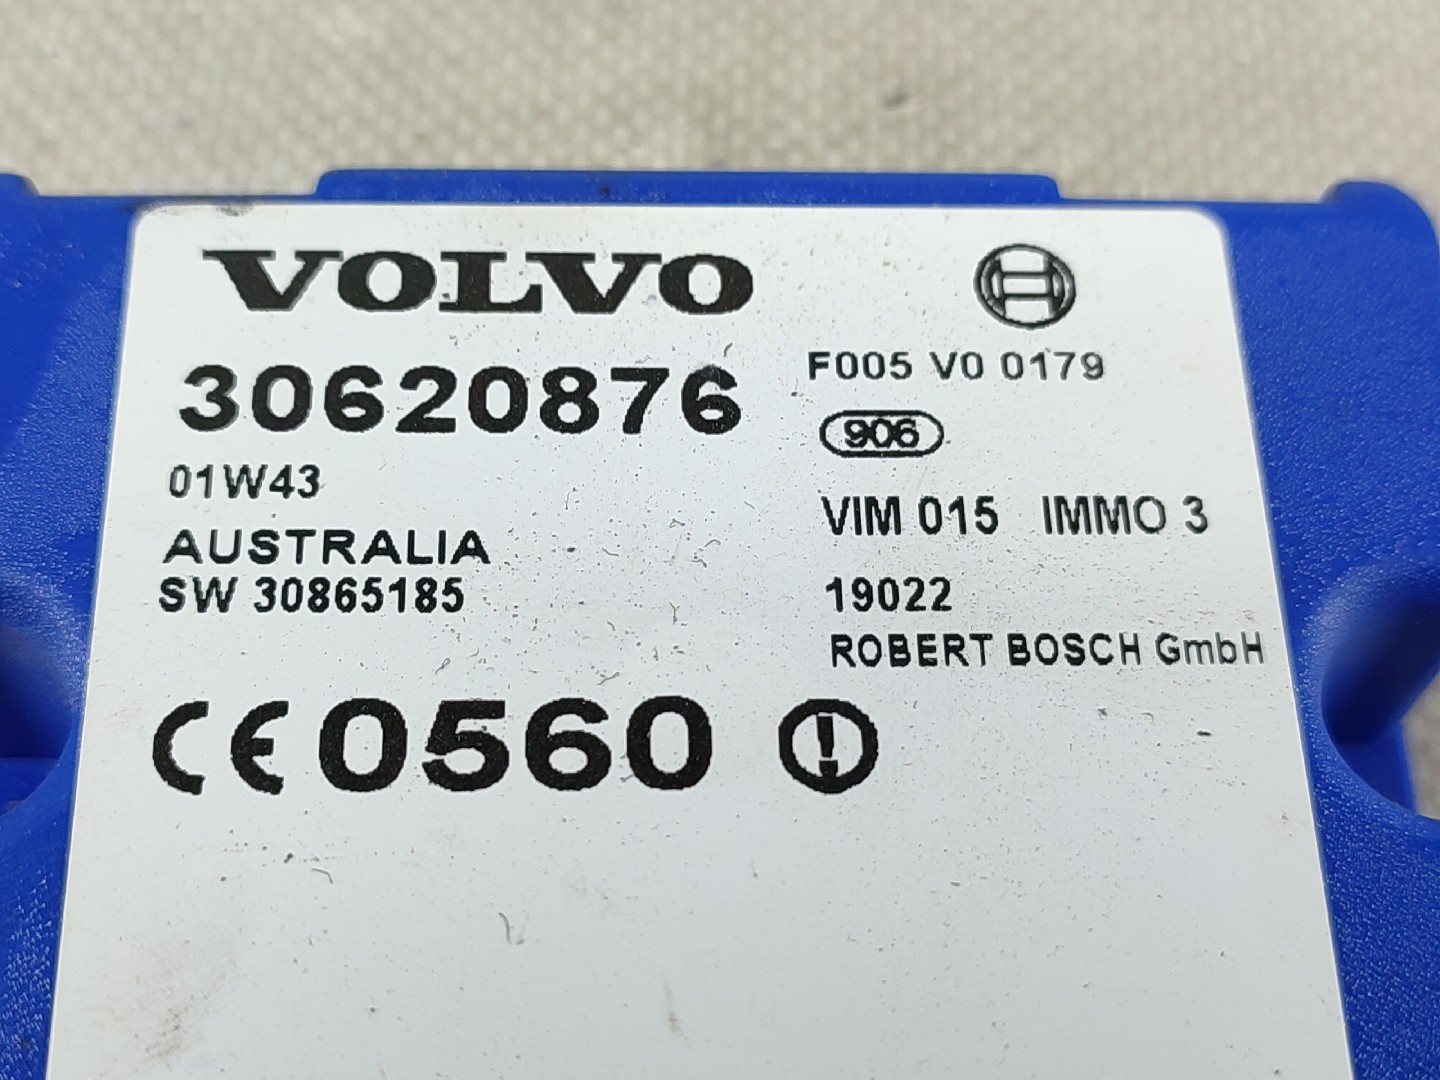 VOLVO
30620876
01W43
AUSTRALIA
SW 30865185
CE 0560
F005 V0 0179
906
VIM 015 IMMO 3
19022
ROBERT BOSCH GmbH